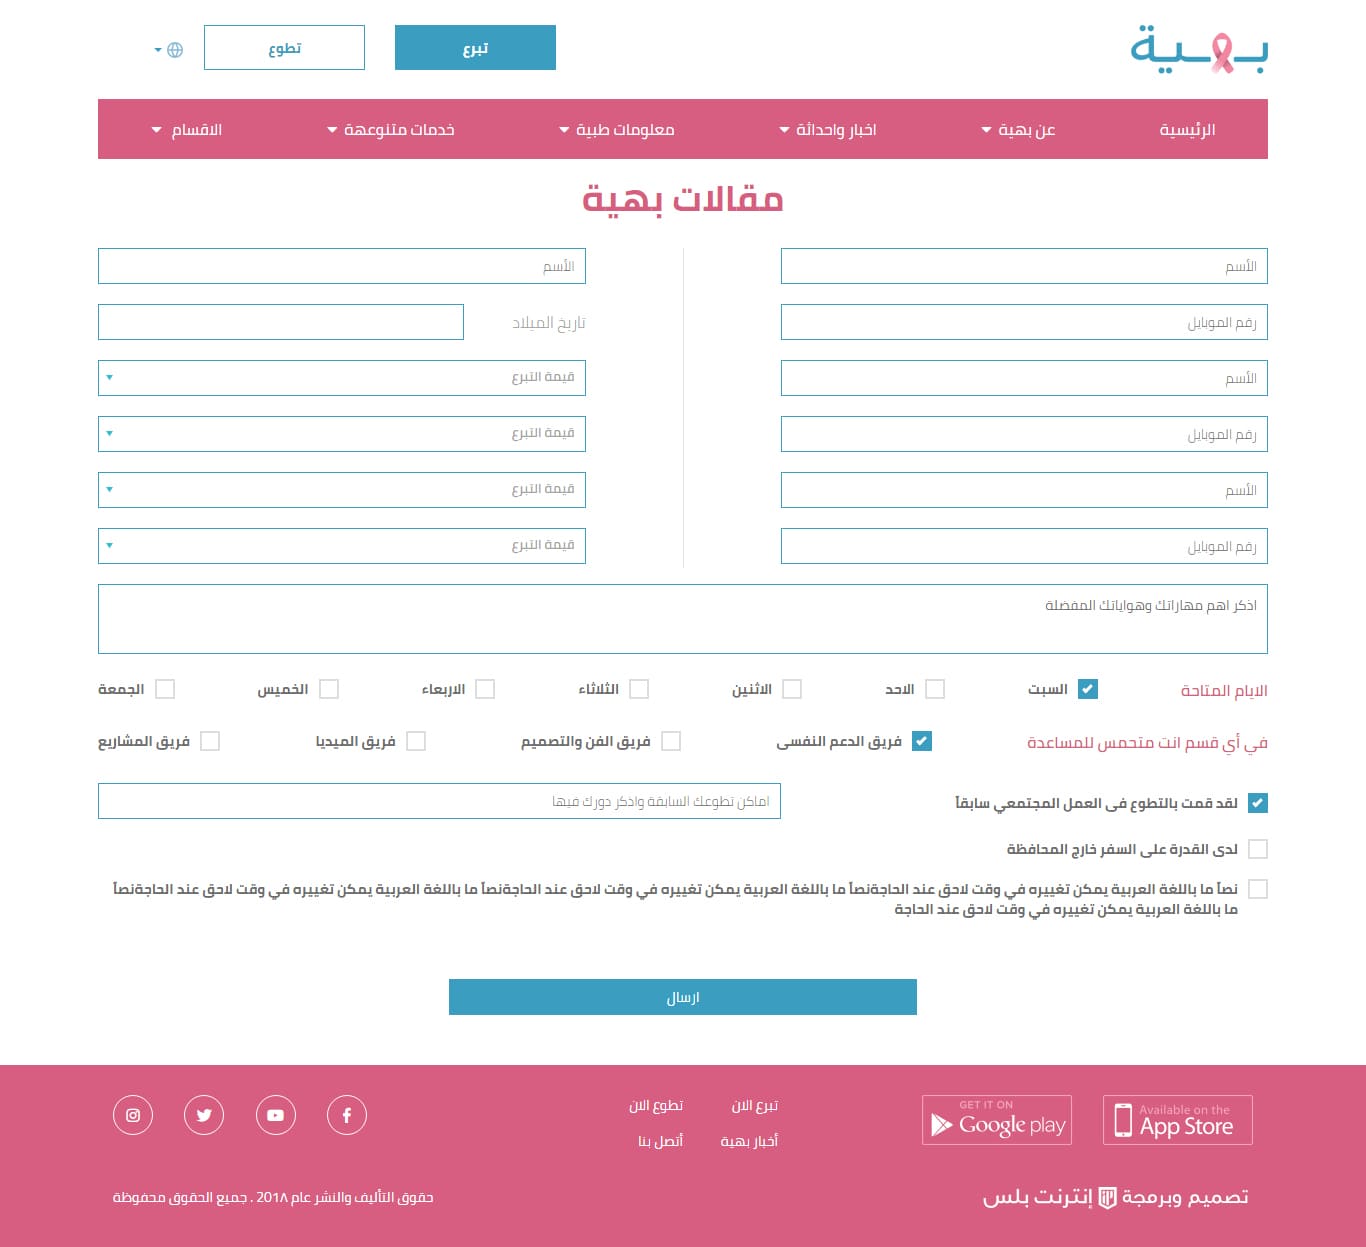 بهية
تبرع
تطوع
الرئيسية
عن بهية
اخبار واحداثة
معلومات طبية
خدمات متنوعهة
الاقسام
مقالات بهية
الأسم
رقم الموبايل
الأسم
رقم الموبايل
الأسم
رقم الموبايل
الأسم
تاريخ الميلاد
قيمة التبرع
قيمة التبرع
قيمة التبرع
قيمة التبرع
اذكر اهم مهاراتك وهواياتك المفضلة
الايام المتاحة
السبت
الاحد
الاثنين
الثلاثاء
الاربعاء
الخميس
الجمعة
في أي قسم انت متحمس للمساعدة
فريق الدعم النفسى
فريق الفن والتصميم
فريق الميديا
فريق المشاريع
لقد قمت بالتطوع فى العمل المجتمعي سابقاً
اماكن تطوعك السابقة واذكر دورك فيها
لدى القدرة على السفر خارج المحافظة
نصاً ما باللغة العربية يمكن تغييره في وقت لاحق عند الحاجةنصاً ما باللغة العربية يمكن تغييره في وقت لاحق عند الحاجةنصاً ما باللغة العربية يمكن تغييره في وقت لاحق عند الحاجةنصاً
ما باللغة العربية يمكن تغييره في وقت لاحق عند الحاجة
ارسال
Available on the
App Store
GET IT ON
Google play
تبرع الان
تطوع الان
أخبار بهية
أتصل بنا
تصميم وبرمجة إنترنت بلس
حقوق التأليف والنشر عام 201٨ . جميع الحقوق محفوظة